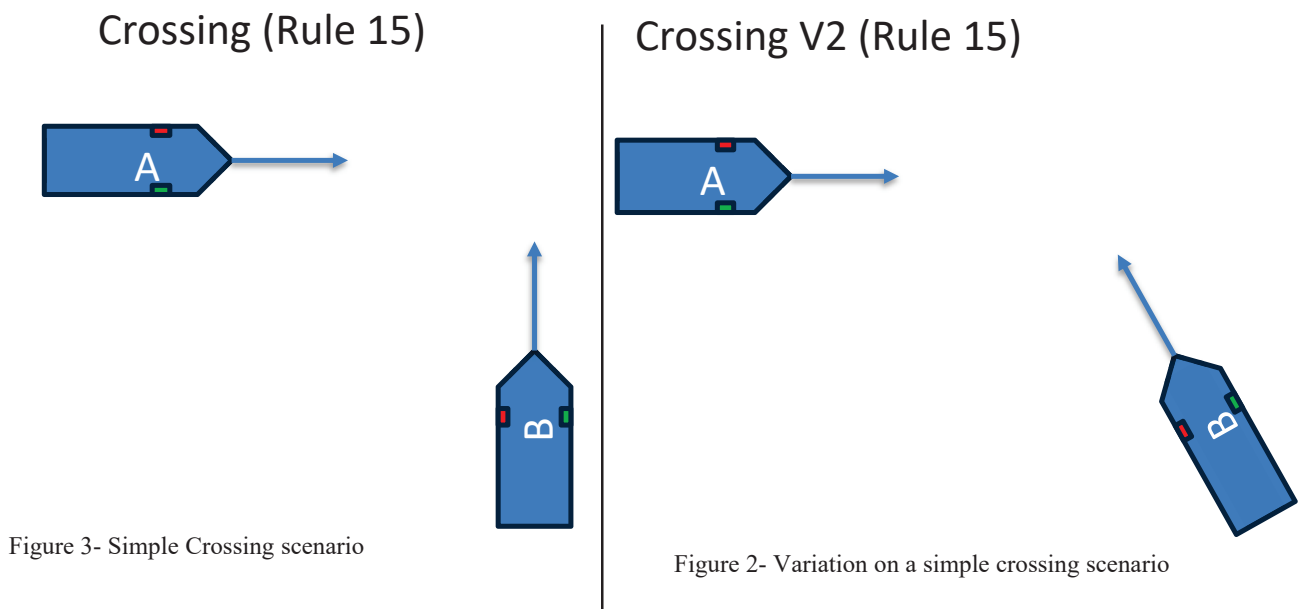 Crossing (Rule 15)
A
B
Figure 3- Simple Crossing scenario
Crossing V2 (Rule 15)
A
B
Figure 2- Variation on a simple crossing scenario